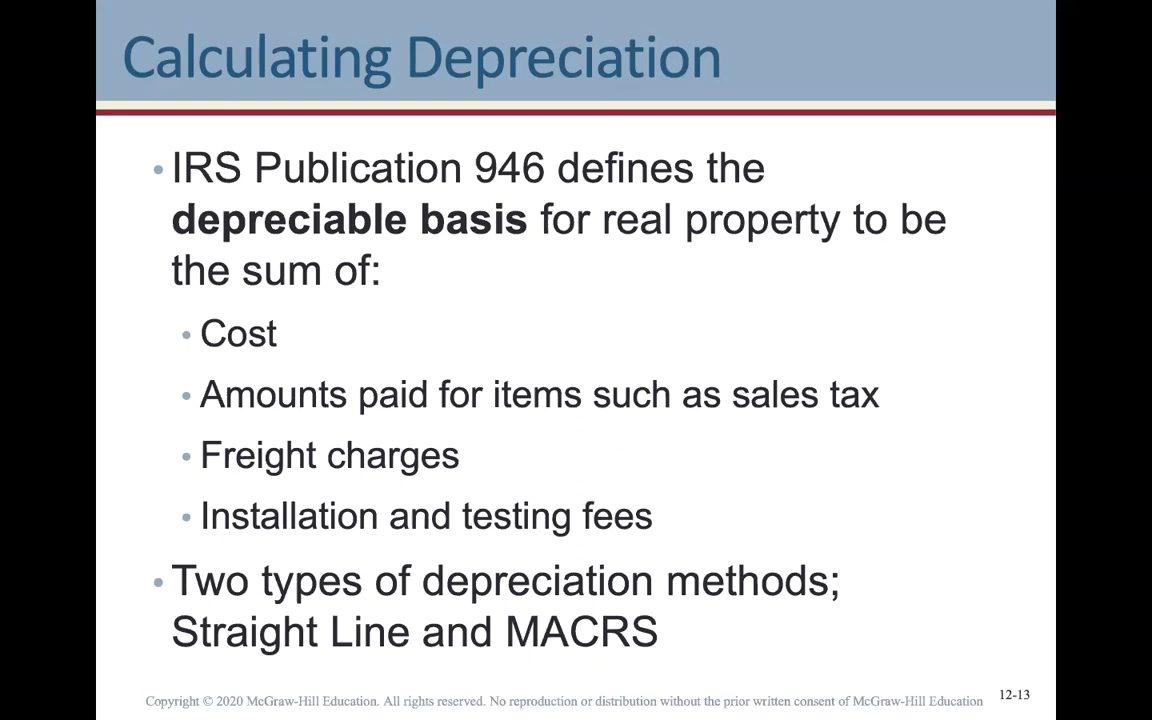 Calculating Depreciation
• IRS Publication 946 defines the
depreciable basis for real property to be
the sum of:
• Cost
• Amounts paid for items such as sales tax
• Freight charges
• Installation and testing fees
• Two types of depreciation methods;
Straight Line and MACRS
Copyright © 2020 McGraw-Hill Education. All rights reserved. No reproduction or distribution without the prior written consent of McGraw-Hill Education
12-13